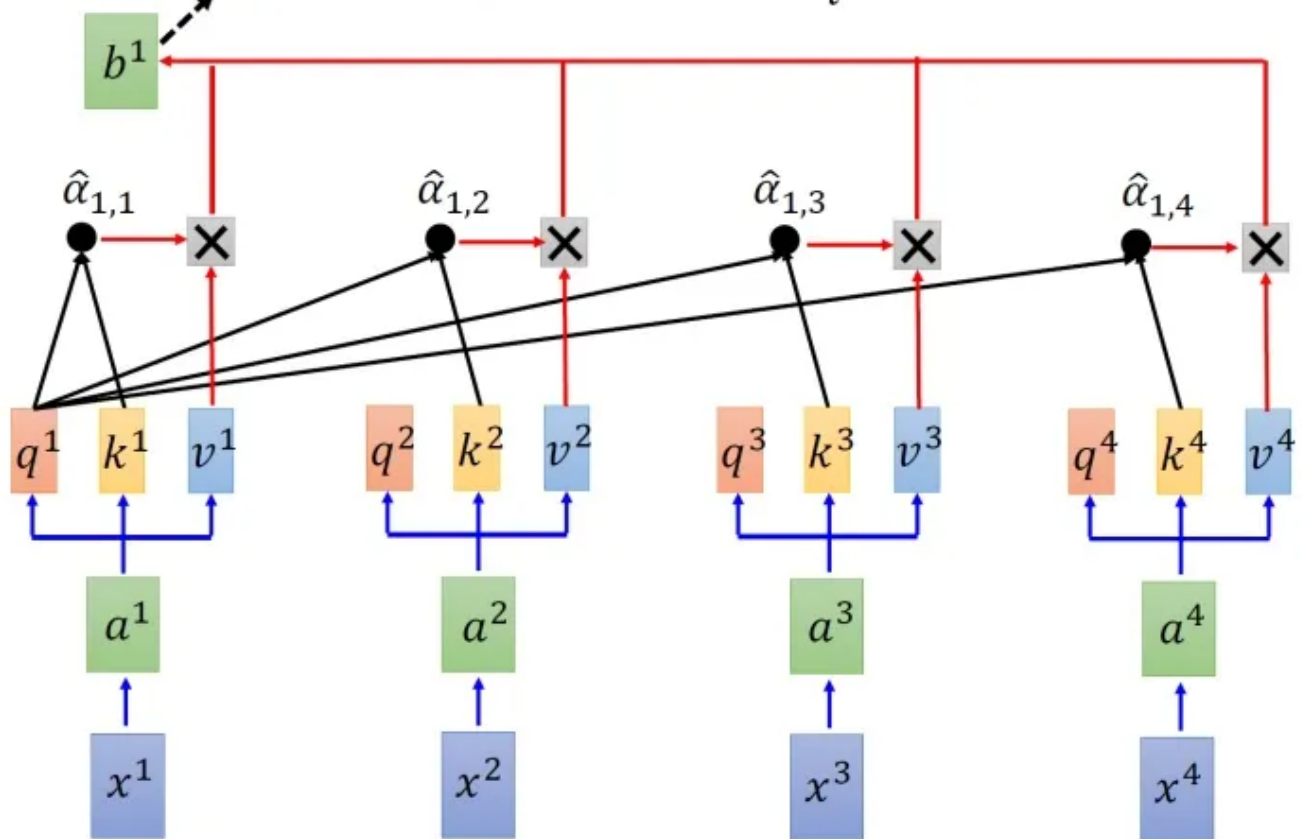 b¹
α̂₁,₁ α̂₁,₂ α̂₁,₃ α̂₁,₄
q¹ k¹ v¹ q² k² v² q³ k³ v³ q⁴ k⁴ v⁴
a¹ a² a³ a⁴
x¹ x² x³ x⁴